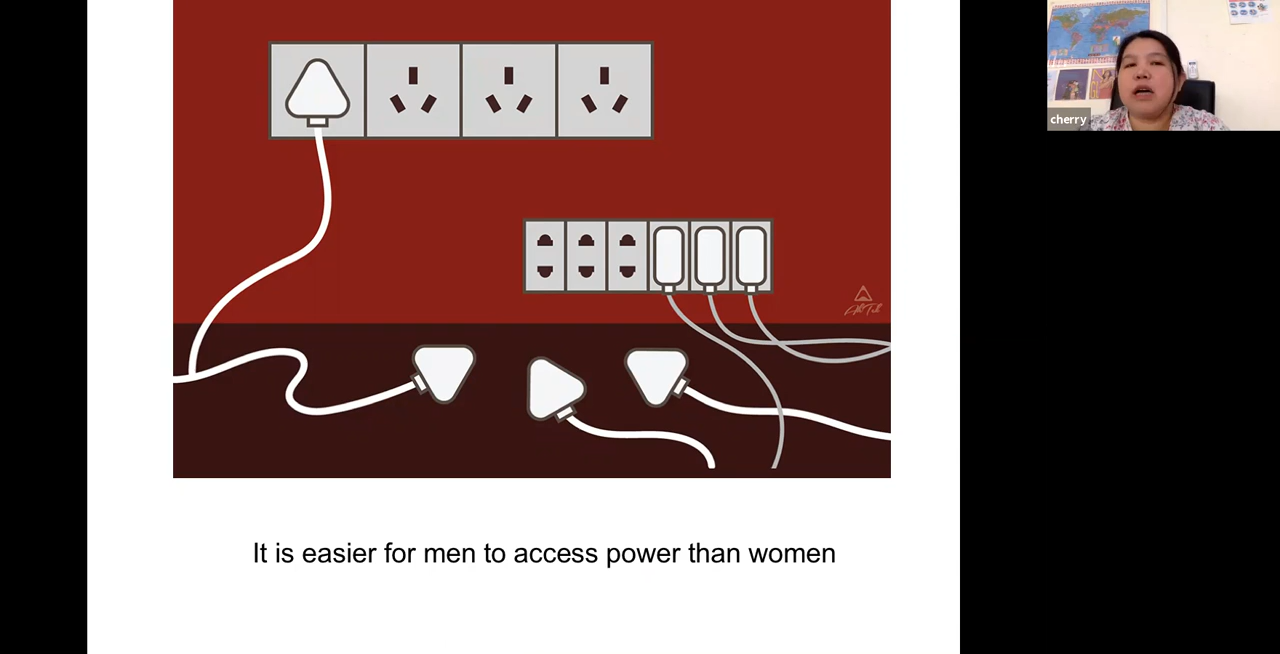 cherry
It is easier for men to access power than women